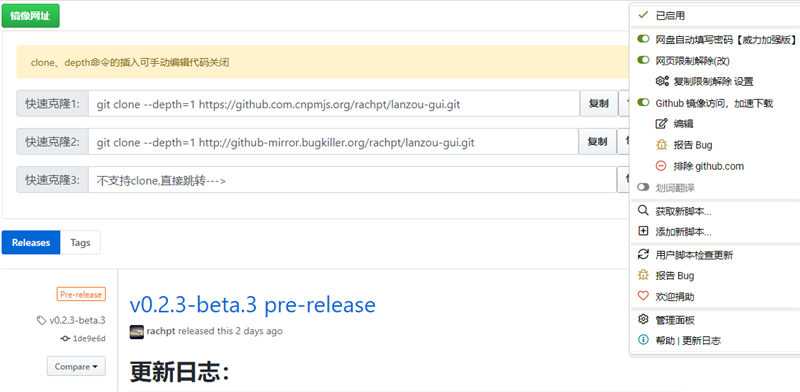 镜像网址
clone、depth命令的插入可手动编辑代码关闭
快速克隆1: git clone --depth=1 https://github.com.cnpmjs.org/rachpt/lanzou-gui.git 复制
快速克隆2: git clone --depth=1 http://github-mirror.bugkiller.org/rachpt/lanzou-gui.git 复制
快速克隆3: 不支持clone,直接跳转--->
Releases Tags
Pre-release
v0.2.3-beta.3
1de9e6d
Compare
v0.2.3-beta.3 pre-release
rachpt released this 2 days ago
更新日志：
已启用
网盘自动填写密码【威力加强版】
网页限制解除(改)
复制限制解除 设置
Github 镜像访问，加速下载
编辑
报告 Bug
排除 github.com
划词翻译
获取新脚本...
添加新脚本...
用户脚本检查更新
报告 Bug
欢迎捐助
管理面板
帮助 | 更新日志